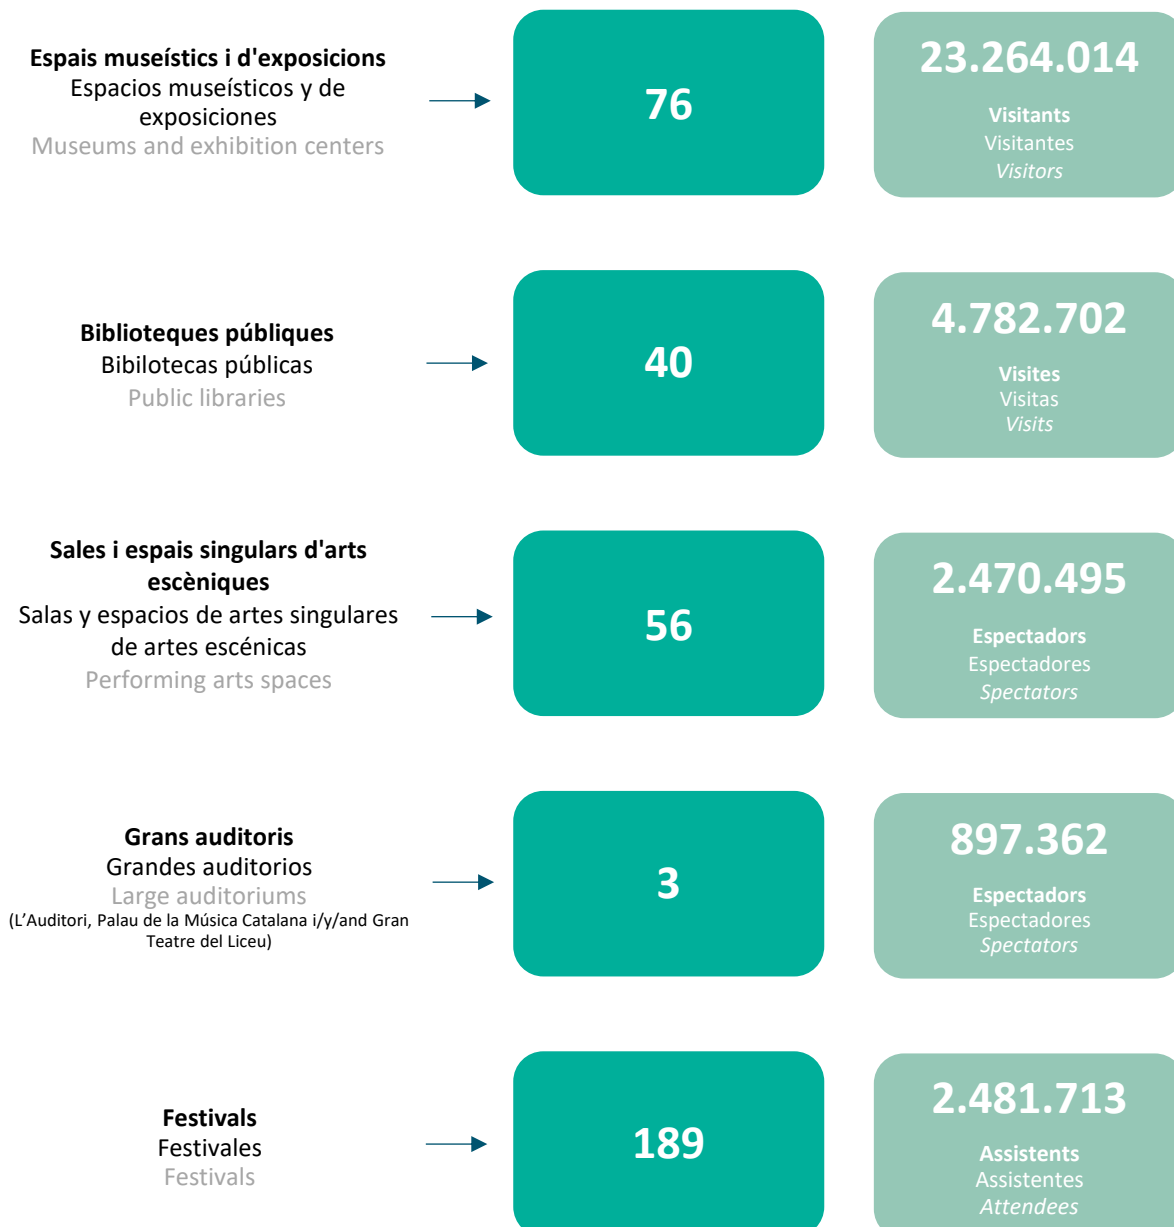 Espais museístics i d'exposicions
Espacios museísticos y de
exposiciones
Museums and exhibition centers
76
23.264.014
Visitants
Visitantes
Visitors
Biblioteques públiques
Bibilotecas públicas
Public libraries
40
4.782.702
Visites
Visitas
Visits
Sales i espais singulars d'arts
escèniques
Salas y espacios de artes singulares
de artes escénicas
Performing arts spaces
56
2.470.495
Espectadors
Espectadores
Spectators
Grans auditoris
Grandes auditorios
Large auditoriums
(L’Auditori, Palau de la Música Catalana i/y/and Gran
Teatre del Liceu)
3
897.362
Espectadors
Espectadores
Spectators
Festivals
Festivales
Festivals
189
2.481.713
Assistents
Assistentes
Attendees